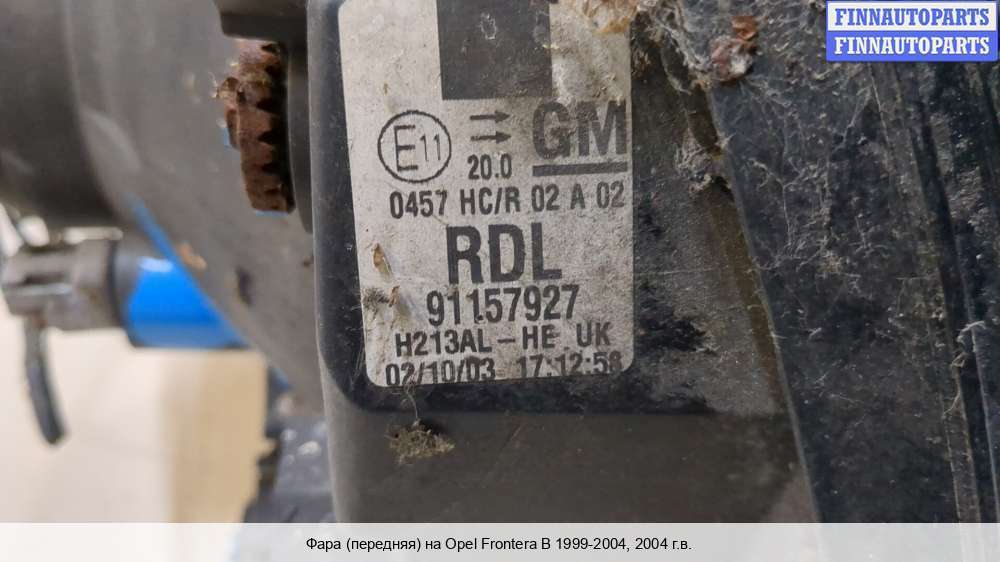 FINNAUTOPARTS
FINNAUTOPARTS
E11 →→ GM
20.0
0457 HC/R 02 A 02
RDL
91157927
H213AL-HE UK
02/10/03 17:12:58
Фара (передняя) на Opel Frontera B 1999-2004, 2004 г.в.